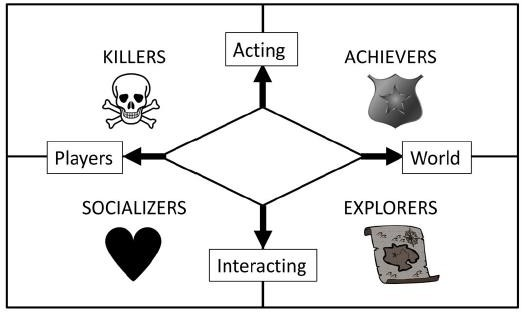 Acting
KILLERS
ACHIEVERS
Players
World
SOCIALIZERS
EXPLORERS
Interacting